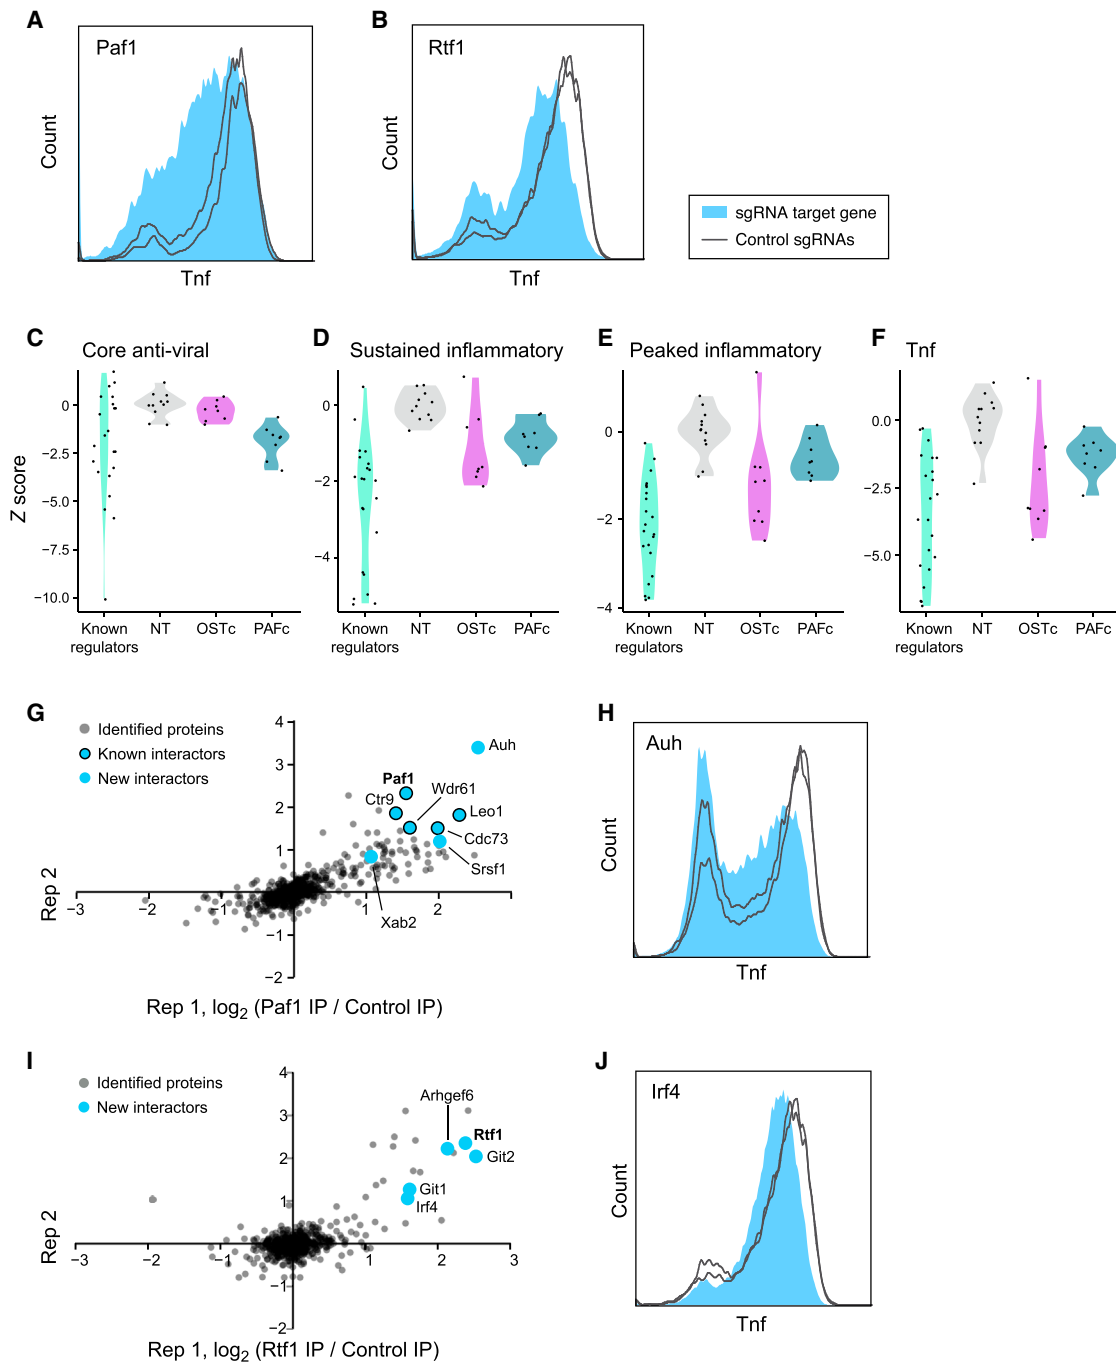 A
Paf1
Count
Tnf
B
Rtf1
Count
Tnf
sgRNA target gene
Control sgRNAs
C
Core anti-viral
Z score
0
−2.5
−5.0
−7.5
−10.0
Known regulators
NT
OSTc
PAFc
D
Sustained inflammatory
0
−2
−4
Known regulators
NT
OSTc
PAFc
E
Peaked inflammatory
0
−2
−4
Known regulators
NT
OSTc
PAFc
F
Tnf
0.0
−2.5
−5.0
Known regulators
NT
OSTc
PAFc
G
Identified proteins
Known interactors
New interactors
4
3
2
1
−1
−2
−3
−2
−1
1
2
Auh
Paf1
Ctr9
Wdr61
Leo1
Cdc73
Srsf1
Xab2
Rep 2
Rep 1, log2 (Paf1 IP / Control IP)
H
Auh
Count
Tnf
I
Identified proteins
New interactors
4
3
2
1
−1
−2
−3
−2
−1
1
2
3
Arhgef6
Rtf1
Git2
Git1
Irf4
Rep 2
Rep 1, log2 (Rtf1 IP / Control IP)
J
Irf4
Count
Tnf